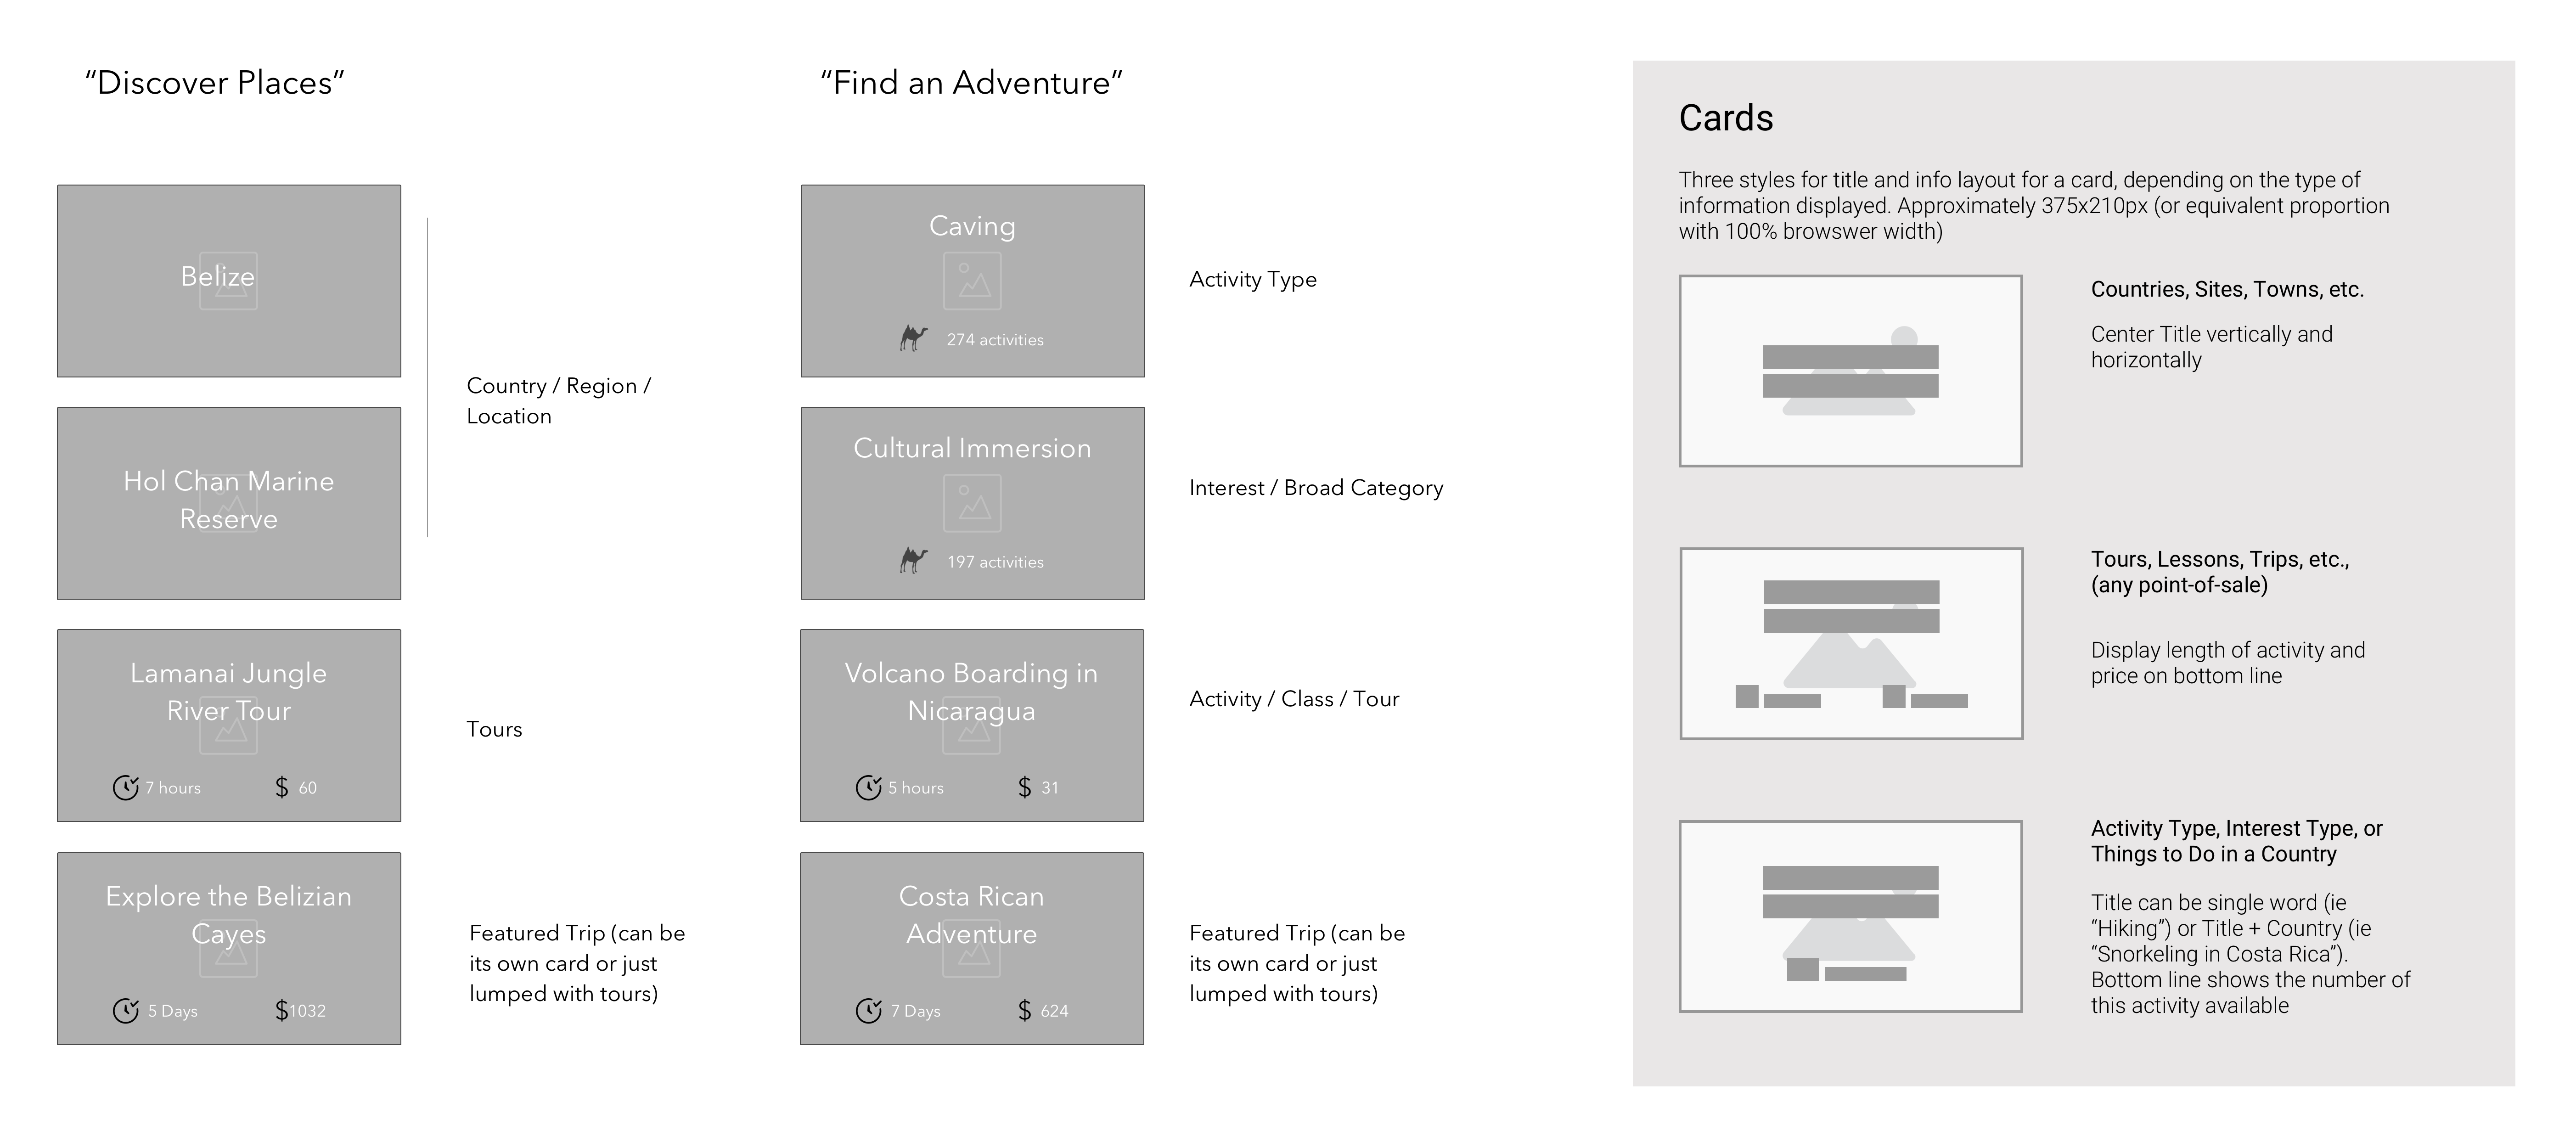 “Discover Places”
Belize
Hol Chan Marine
Reserve
Country / Region /
Location
Lamanai Jungle
River Tour
7 hours
$ 60
Tours
Explore the Belizian
Cayes
5 Days
$1032
Featured Trip (can be
its own card or just
lumped with tours)
“Find an Adventure”
Caving
274 activities
Activity Type
Cultural Immersion
197 activities
Interest / Broad Category
Volcano Boarding in
Nicaragua
5 hours
$ 31
Activity / Class / Tour
Costa Rican
Adventure
7 Days
$ 624
Featured Trip (can be
its own card or just
lumped with tours)
Cards
Three styles for title and info layout for a card, depending on the type of
information displayed. Approximately 375x210px (or equivalent proportion
with 100% browswer width)
Countries, Sites, Towns, etc.
Center Title vertically and
horizontally
Tours, Lessons, Trips, etc.,
(any point-of-sale)
Display length of activity and
price on bottom line
Activity Type, Interest Type, or
Things to Do in a Country
Title can be single word (ie
“Hiking”) or Title + Country (ie
“Snorkeling in Costa Rica”).
Bottom line shows the number of
this activity available